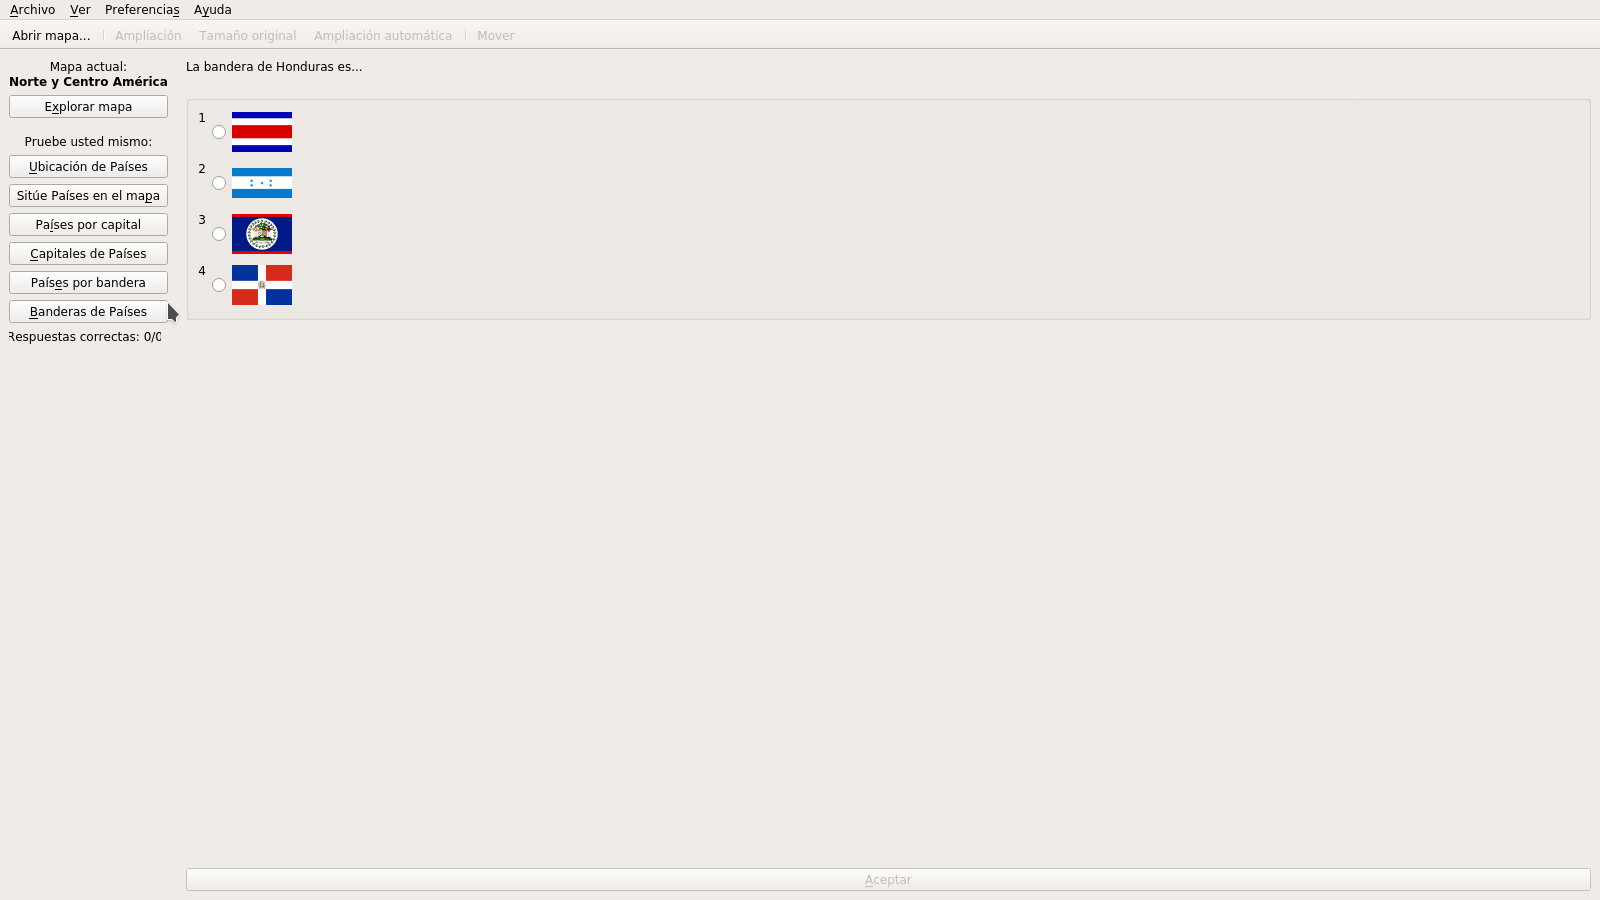 Archivo Ver Preferencias Ayuda
Abrir mapa... Ampliación Tamaño original Ampliación automática Mover
Mapa actual:
Norte y Centro América
Explorar mapa
Pruebe usted mismo:
Ubicación de Países
Sitúe Países en el mapa
Países por capital
Capitales de Países
Países por bandera
Banderas de Países
Respuestas correctas: 0/0
La bandera de Honduras es...
1
2
3
4
Aceptar